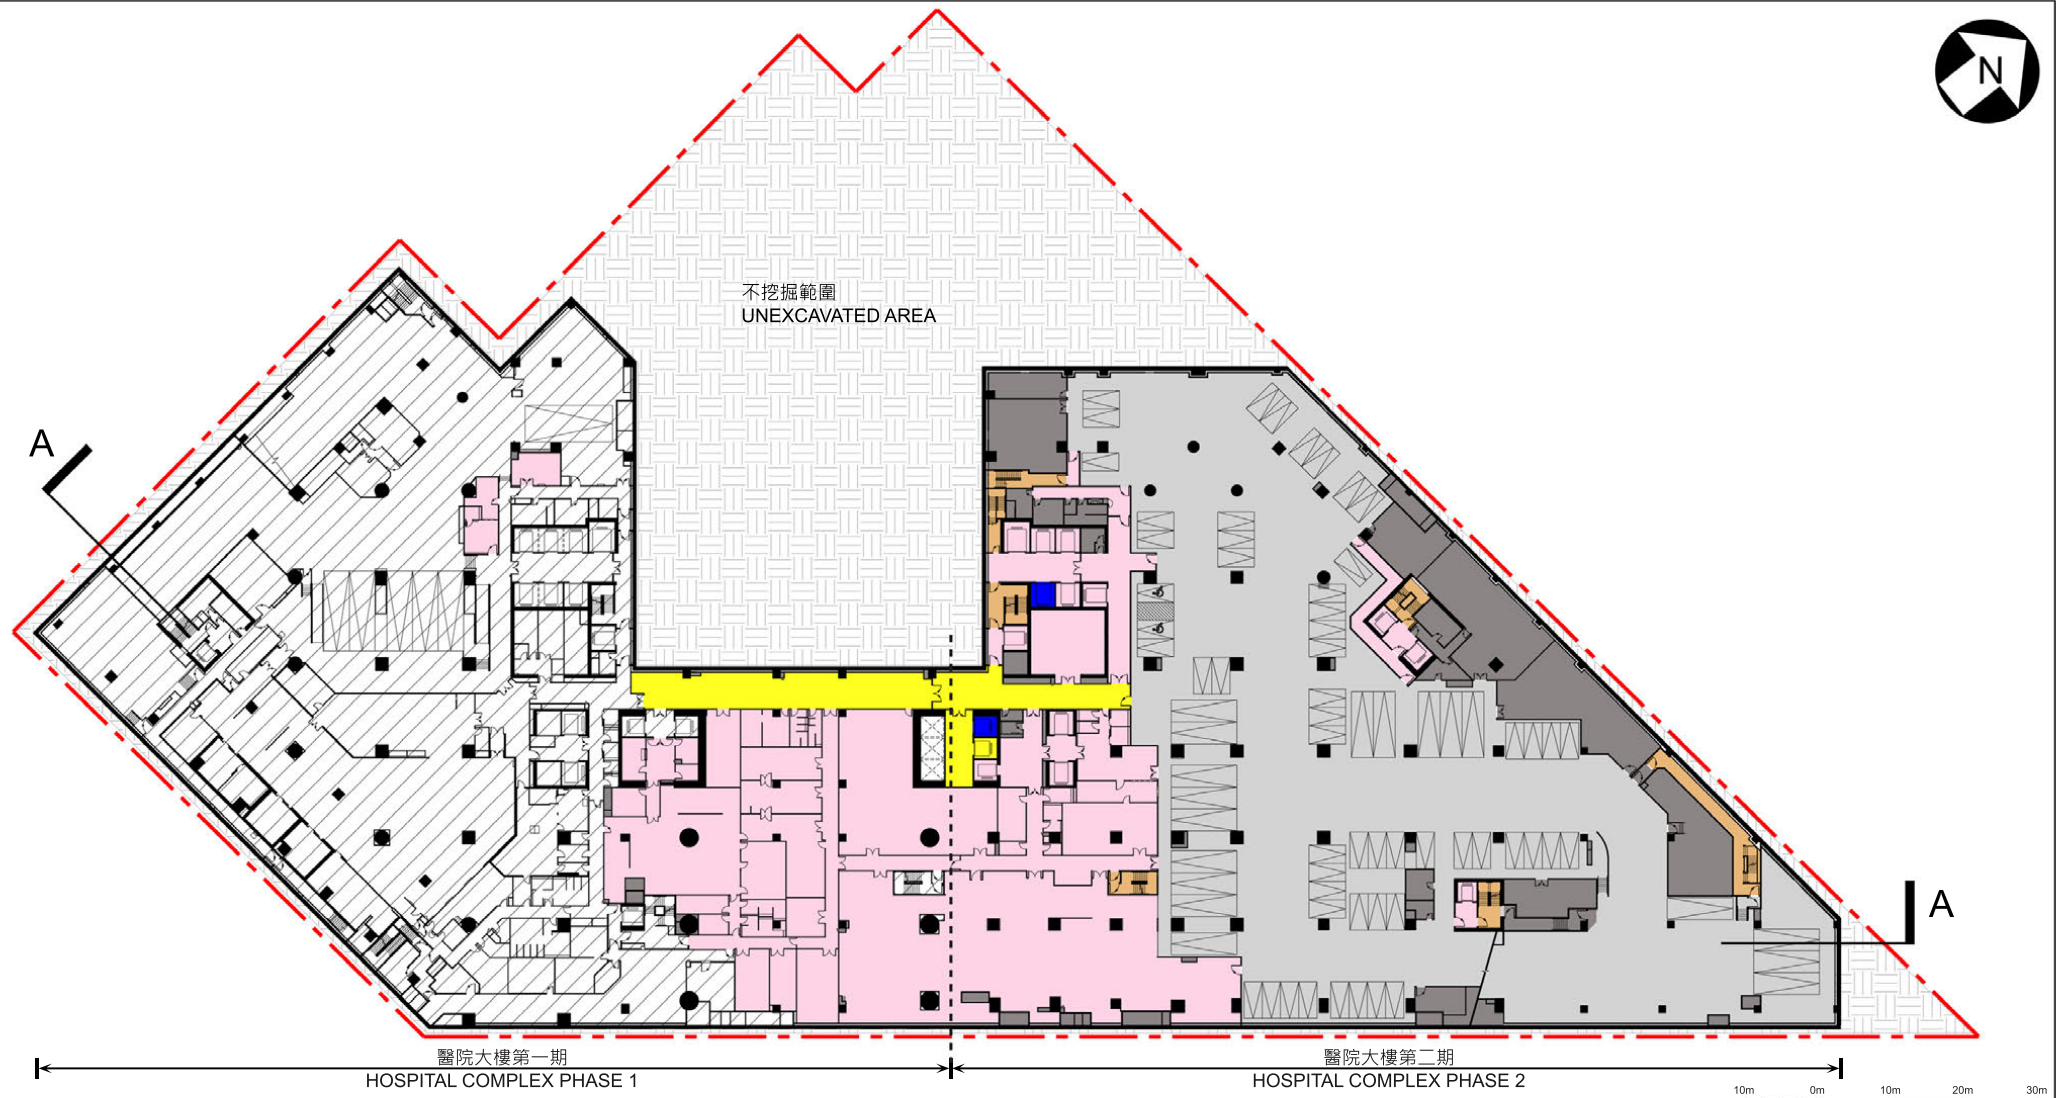 N
不挖掘範圍
UNEXCAVATED AREA
A
A
醫院大樓第一期
HOSPITAL COMPLEX PHASE 1
醫院大樓第二期
HOSPITAL COMPLEX PHASE 2
10m 0m 10m 20m 30m